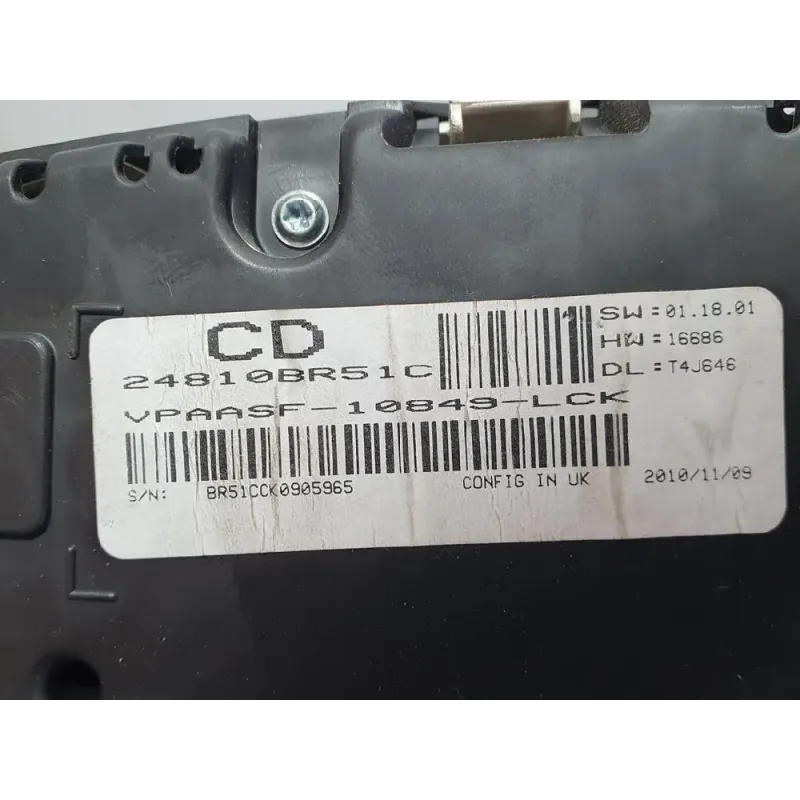 CD
24810BR51C
SW:01.18.01
HW:16686
DL:T4J646
VPAASF-10849-LCK
S/N: BR51CCK0905965 CONFIG IN UK 2010/11/09